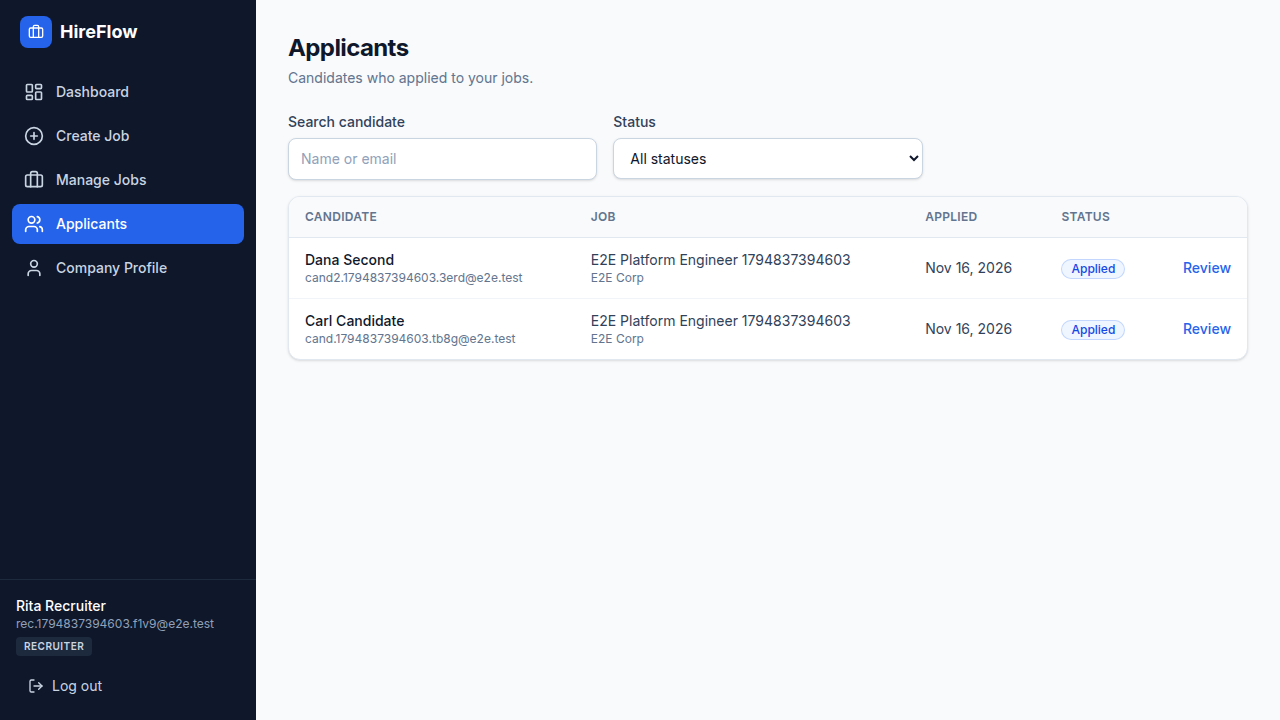 HireFlow
Dashboard
Create Job
Manage Jobs
Applicants
Company Profile
Rita Recruiter
rec.1794837394603.f1v9@e2e.test
RECRUITER
Log out
Applicants
Candidates who applied to your jobs.
Search candidate
Status
Name or email
All statuses
CANDIDATE JOB APPLIED STATUS
Dana Second
cand2.1794837394603.3erd@e2e.test
E2E Platform Engineer 1794837394603
E2E Corp
Nov 16, 2026
Applied
Review
Carl Candidate
cand.1794837394603.tb8g@e2e.test
E2E Platform Engineer 1794837394603
E2E Corp
Nov 16, 2026
Applied
Review